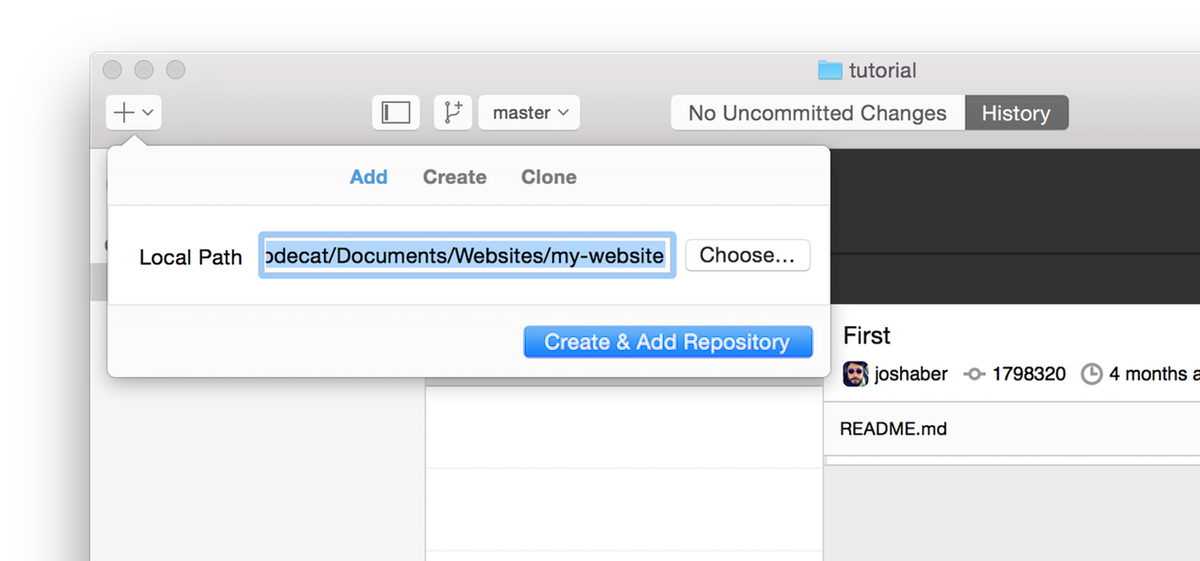 tutorial
master
No Uncommitted Changes
History
Add
Create
Clone
Local Path
odecat/Documents/Websites/my-website
Choose...
Create & Add Repository
First
joshaber
1798320
4 months a
README.md